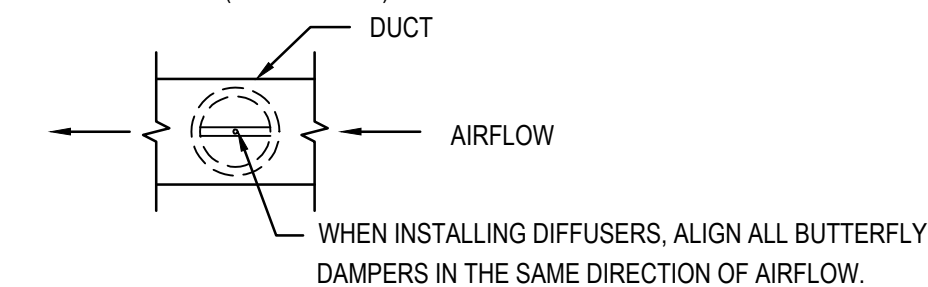 DUCT
AIRFLOW
WHEN INSTALLING DIFFUSERS, ALIGN ALL BUTTERFLY
DAMPERS IN THE SAME DIRECTION OF AIRFLOW.